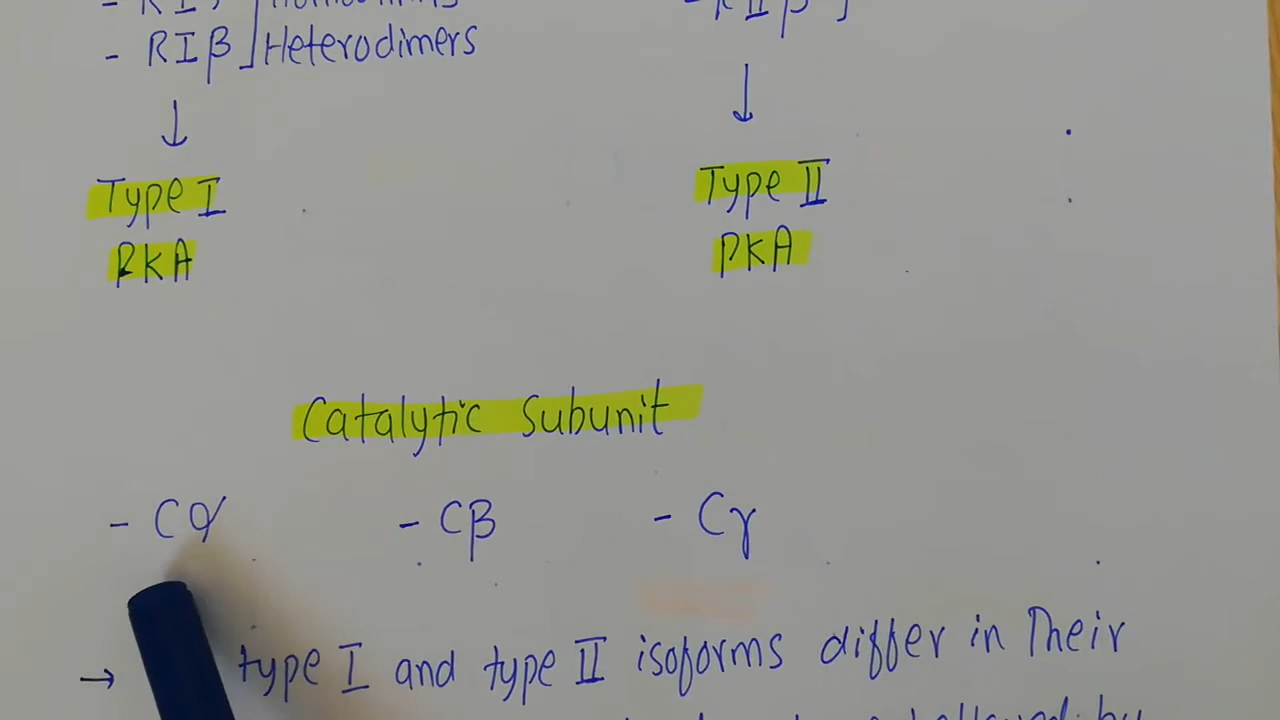 - RIβ ] Heterodimers
↓ ↓
Type I Type II
PKA PKA
Catalytic subunit
- Cα - Cβ - Cγ
→ type I and type II isoforms differ in Their
by